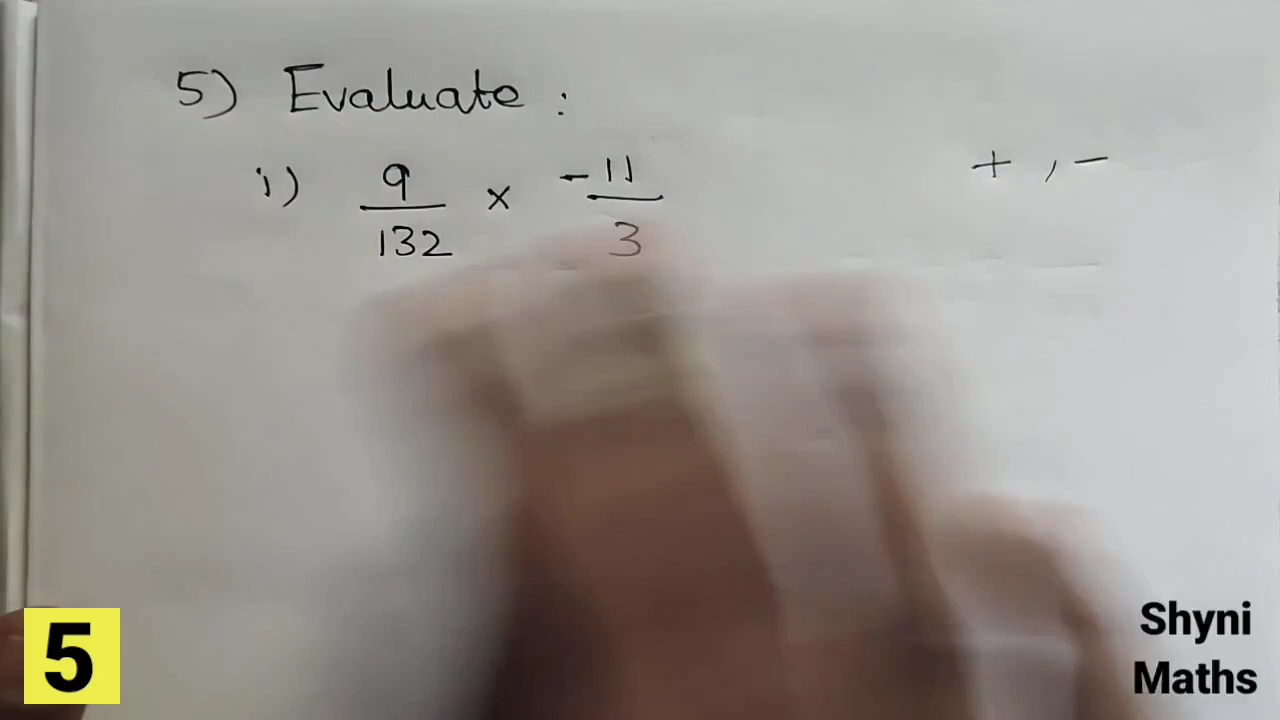 5) Evaluate :
i) 9/132 × -11/3
+ , -
5
Shyni
Maths